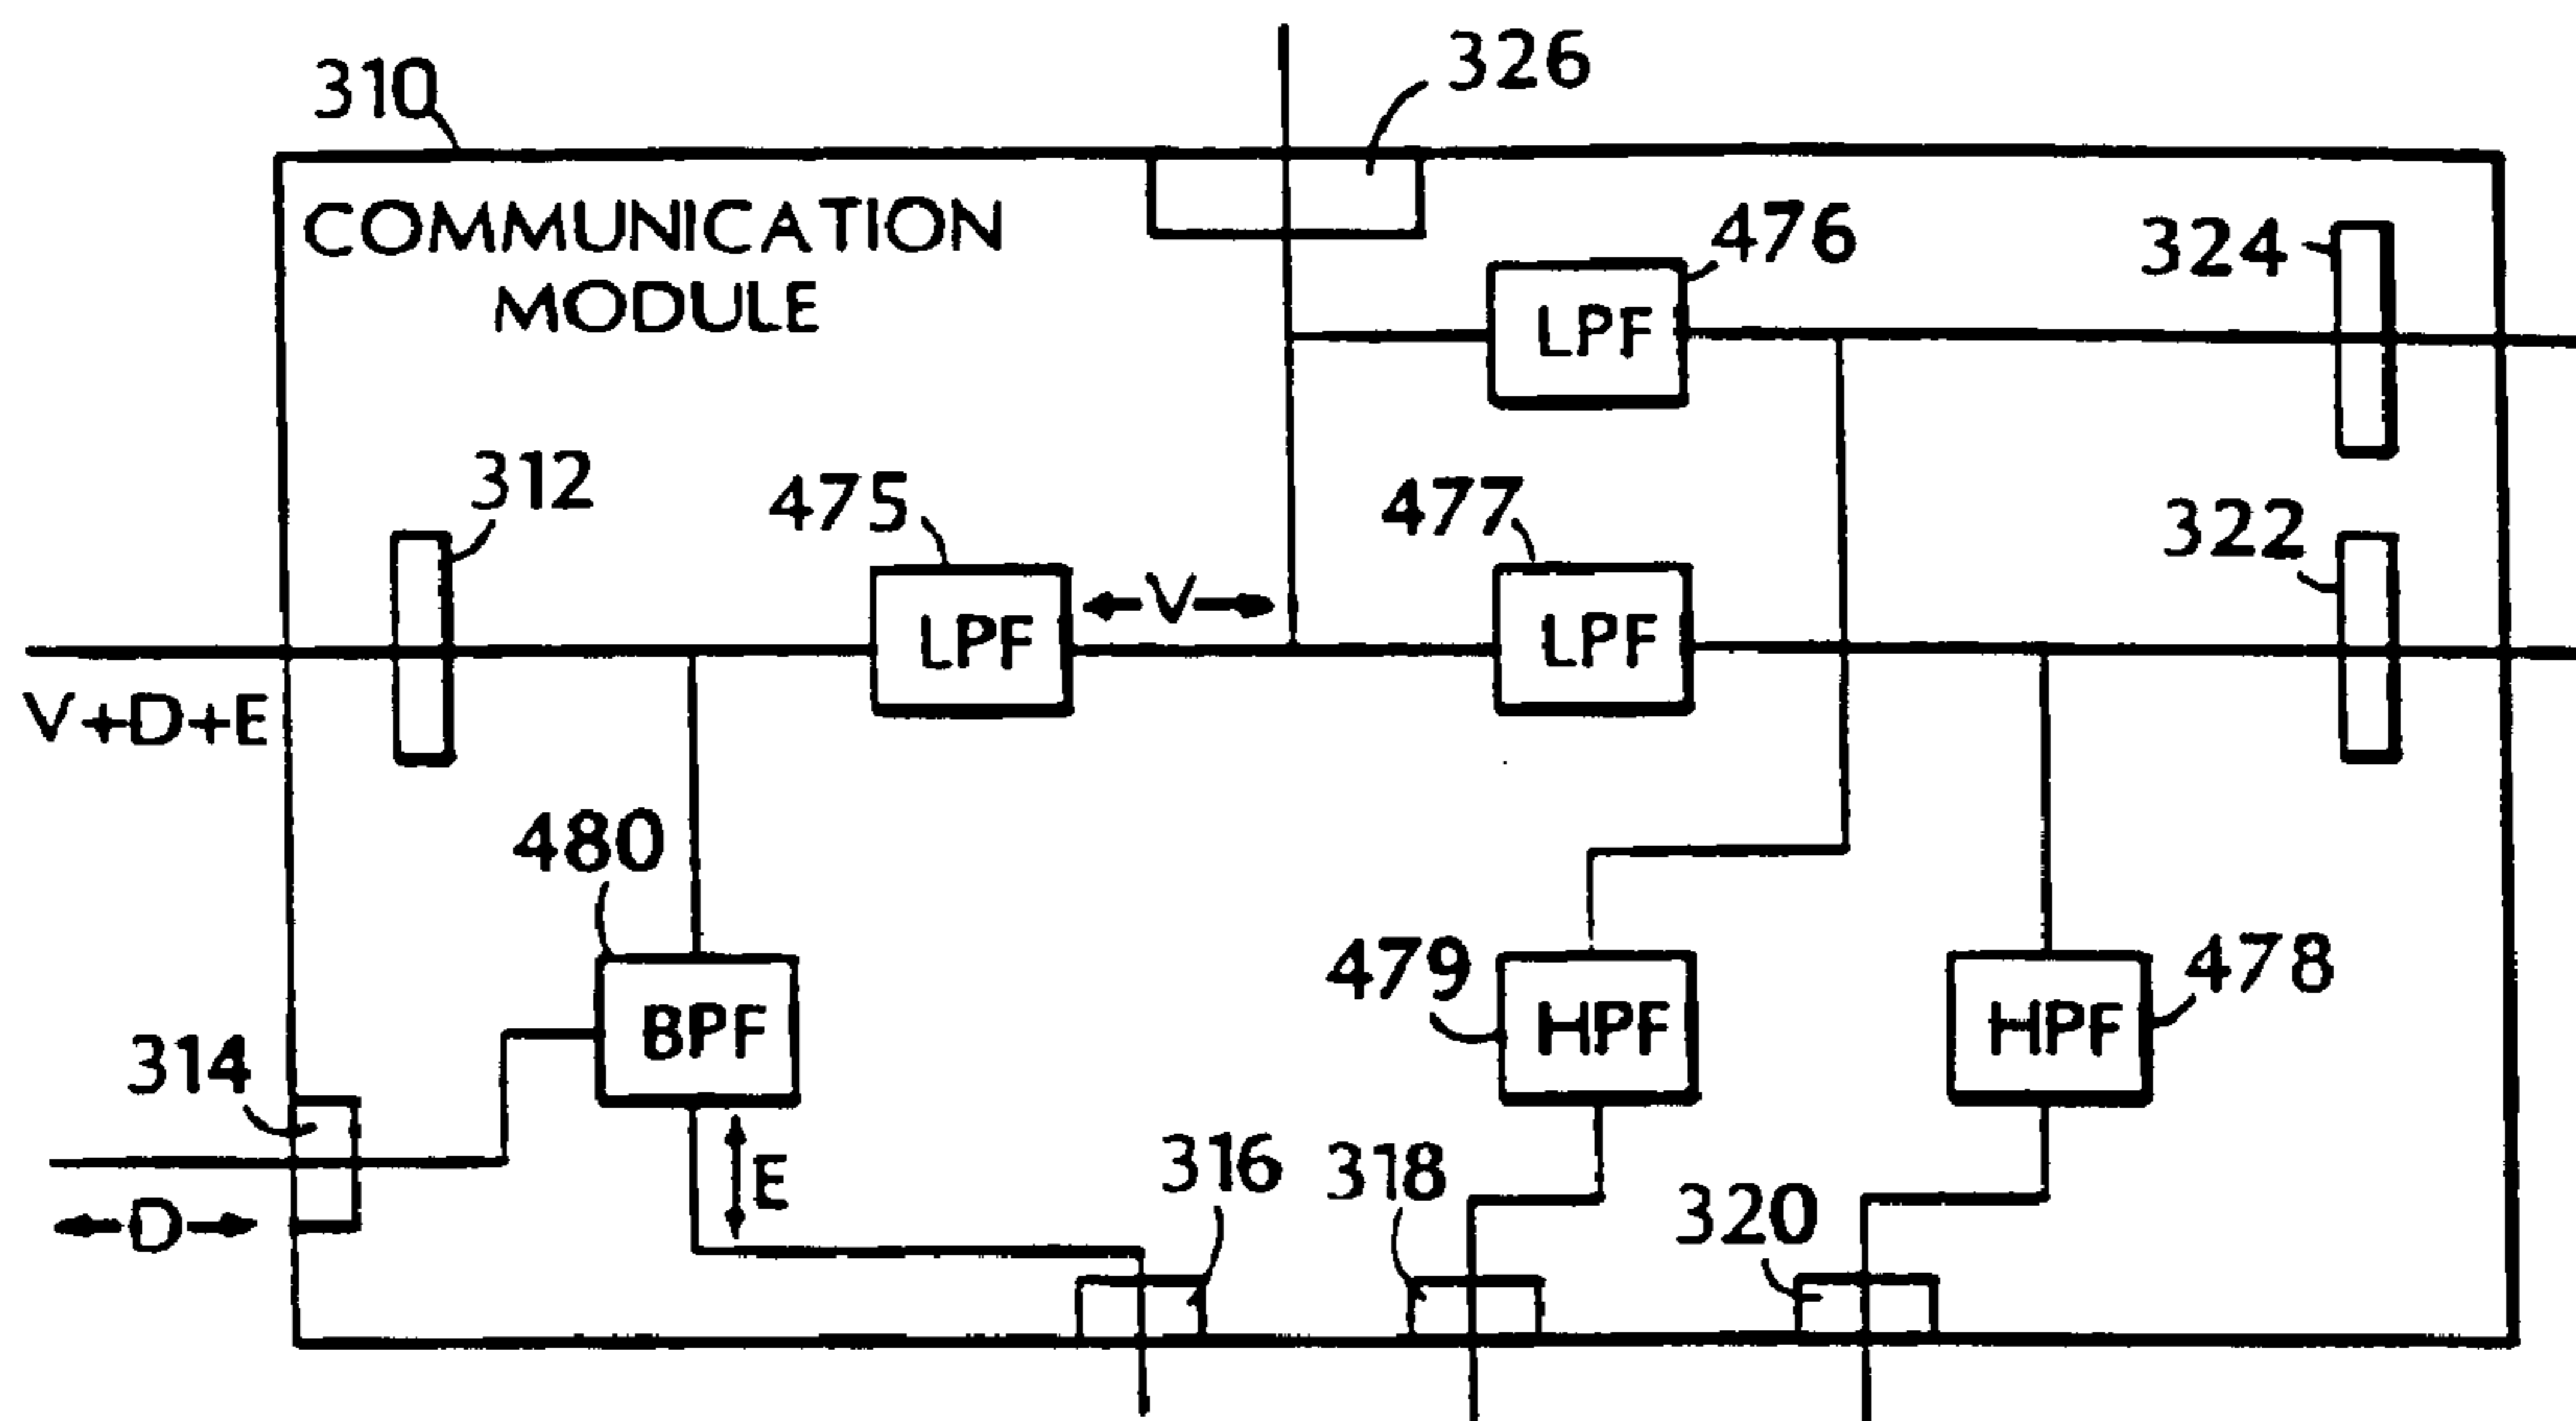 310
326
COMMUNICATION
MODULE
476
LPF
324
312
475
LPF
V
477
LPF
322
V+D+E
480
BPF
479
HPF
478
HPF
314
D
E
316
318
320